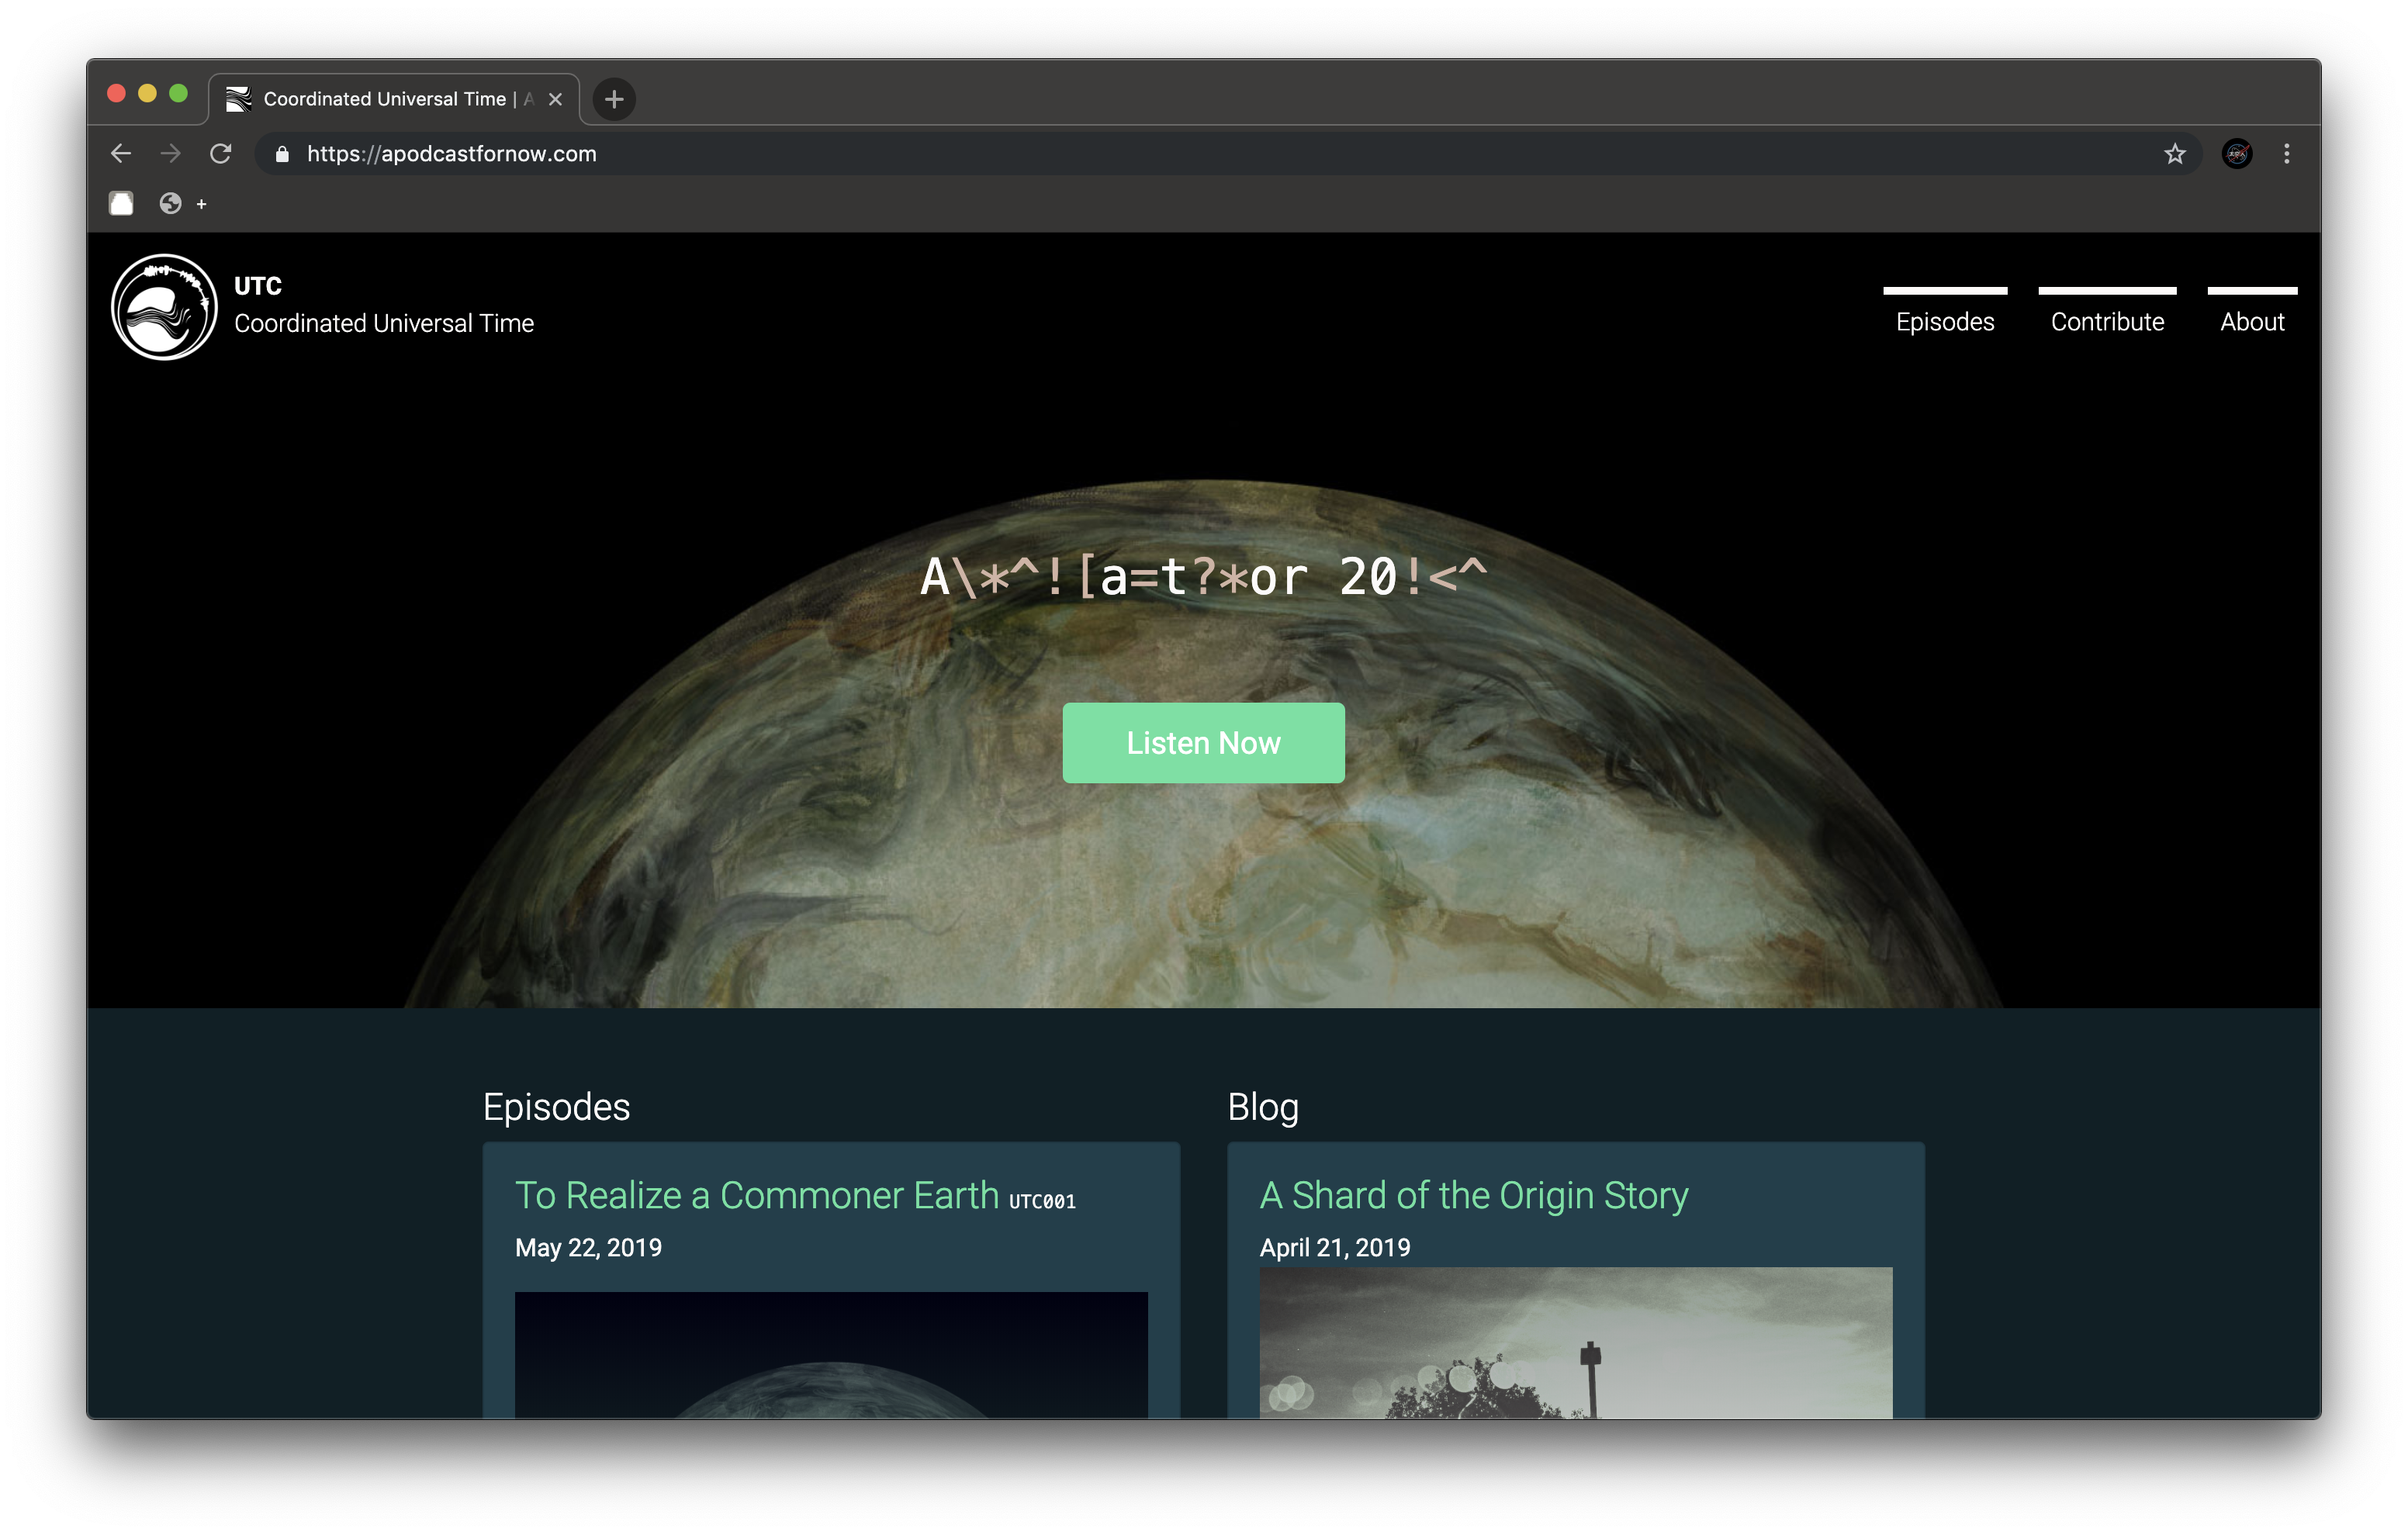 Coordinated Universal Time | A
https://apodcastfornow.com
+
UTC
Coordinated Universal Time
Episodes
Contribute
About
A\*^![a=t?*or 20!<^
Listen Now
Episodes
To Realize a Commoner Earth UTC001
May 22, 2019
Blog
A Shard of the Origin Story
April 21, 2019